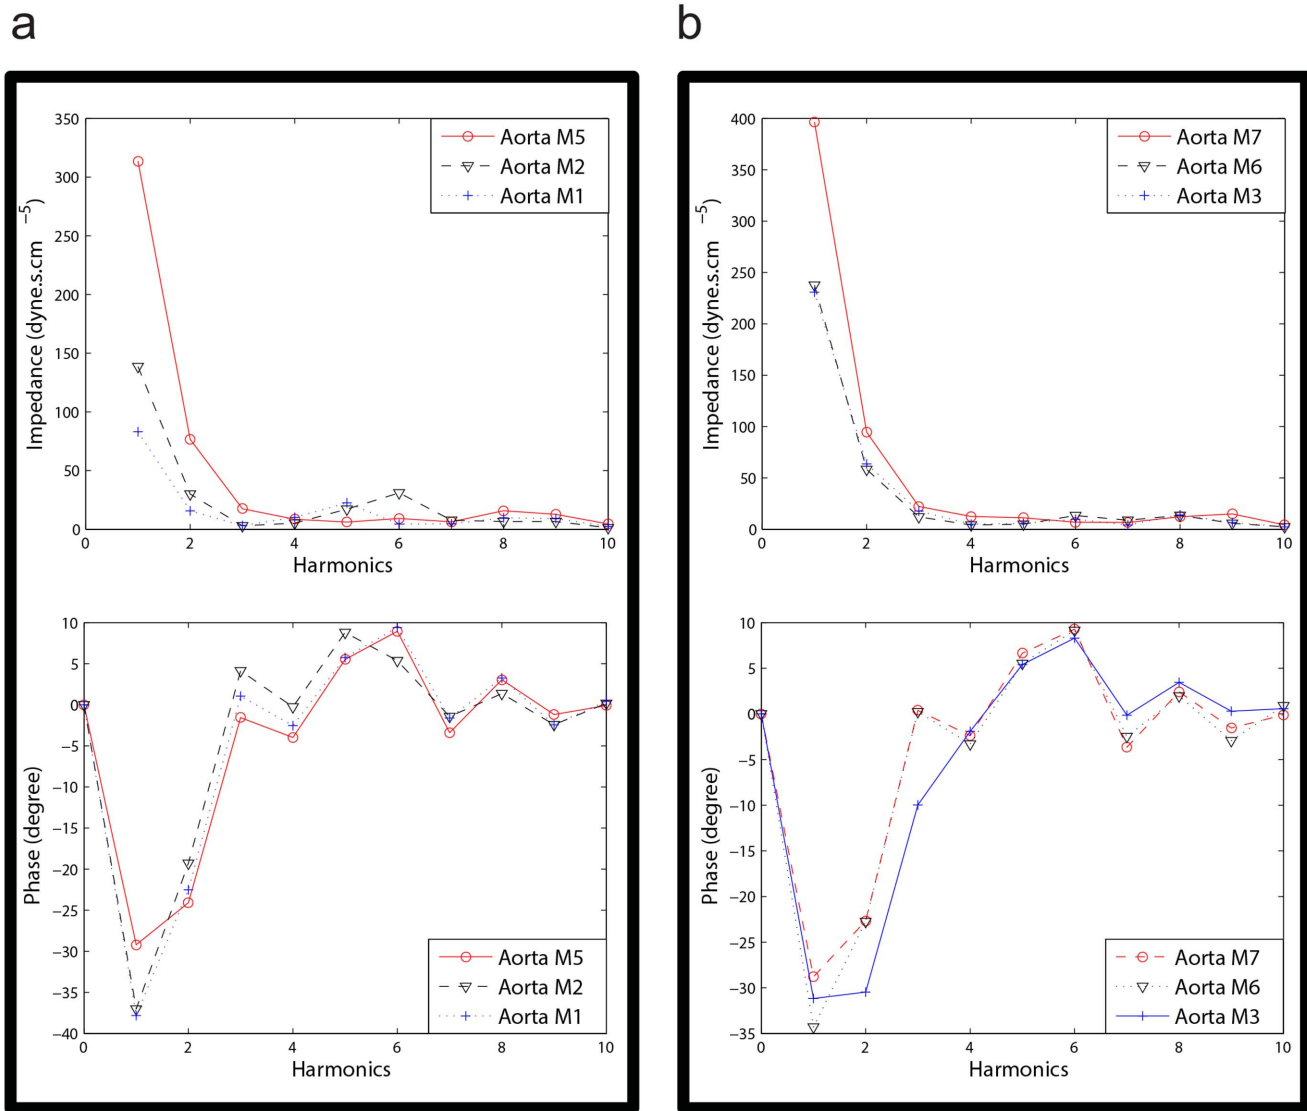 a
b
350
300
250
200
150
100
50
0
0 2 4 6 8 10
Impedance (dyne.s.cm −5)
Harmonics
Aorta M5
Aorta M2
Aorta M1
400
350
300
250
200
150
100
50
0
0 2 4 6 8 10
Impedance (dyne.s.cm −5)
Harmonics
Aorta M7
Aorta M6
Aorta M3
10
5
0
−5
−10
−15
−20
−25
−30
−35
−40
0 2 4 6 8 10
Phase (degree)
Harmonics
Aorta M5
Aorta M2
Aorta M1
10
5
0
−5
−10
−15
−20
−25
−30
−35
0 2 4 6 8 10
Phase (degree)
Harmonics
Aorta M7
Aorta M6
Aorta M3